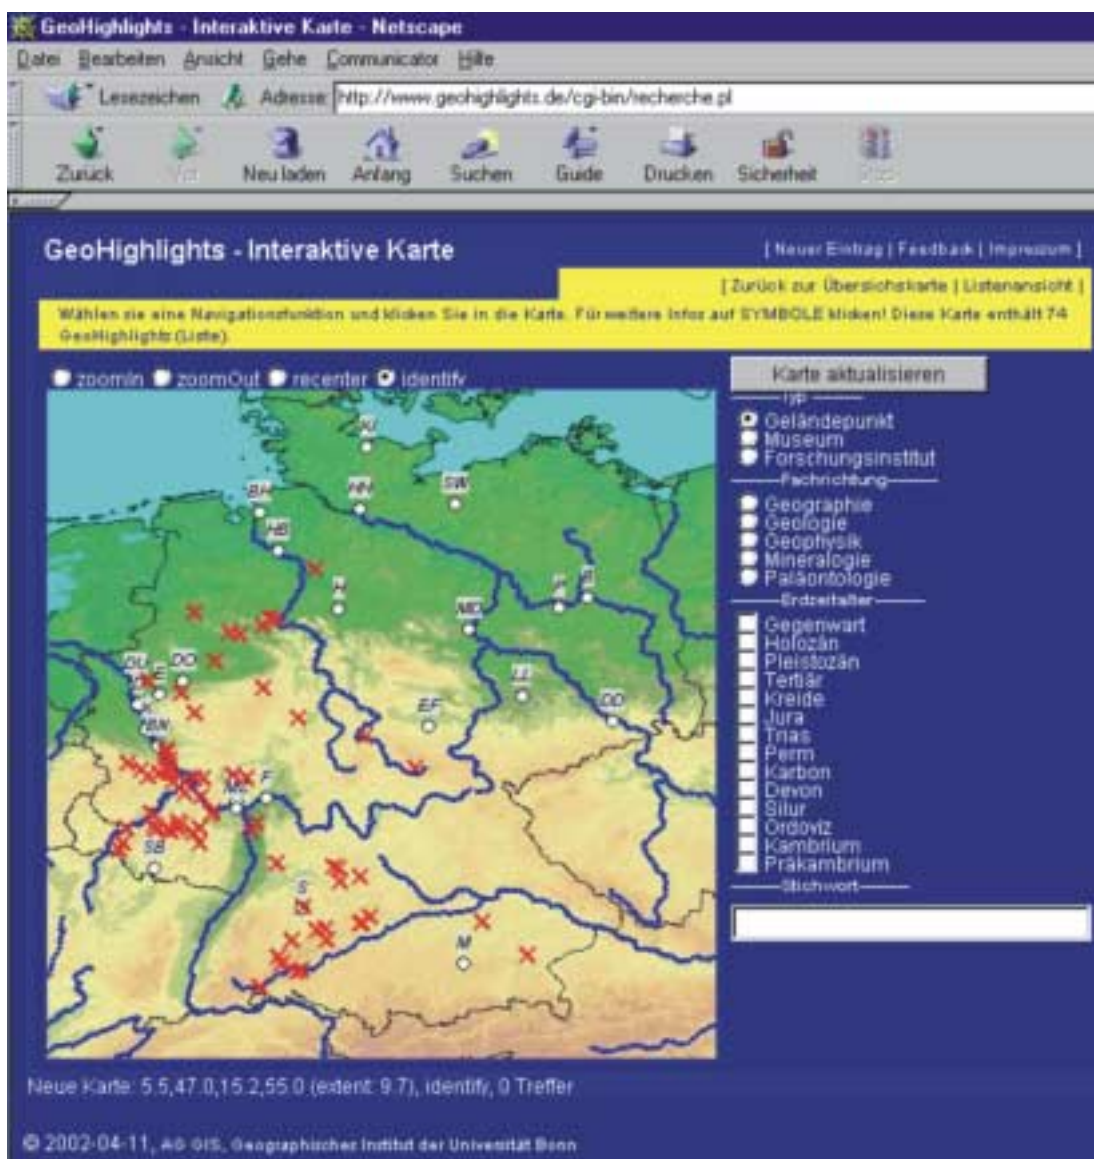 GeoHighlights - Interaktive Karte - Netscape
Datei Bearbeiten Ansicht Gehe Communicator Hilfe
Lesezeichen Adresse http://www.geohighlights.de/cgi-bin/recherche.pl
Zurück Vor Neu laden Anfang Suchen Guide Drucken Sicherheit
GeoHighlights - Interaktive Karte
[ Neuer Eintrag | Feedback | Impressum ]
[ Zurück zur Übersichskarte | Listenansicht ]
Wählen sie eine Navigationsfunktion und klicken Sie in die Karte. Für weitere Infos auf SYMBOLE klicken! Diese Karte enthält 74
GeoHighlights (Liste).
zoomIn zoomOut recenter identify
Karte aktualisieren
Typ
Geländepunkt
Museum
Forschungsinstitut
Fachrichtung
Geographie
Geologie
Geophysik
Mineralogie
Paläontologie
Erdzeitalter
Gegenwart
Holozän
Pleistozän
Tertiär
Kreide
Jura
Trias
Perm
Karbon
Devon
Silur
Ordoviz
Kambrium
Präkambrium
Stichwort
KI
BH
HH
SW
HB
H
MD
P
B
DU
E
DO
K
BN
EF
LL
DD
MZ
F
SB
S
M
Neue Karte: 5.5,47.0,15.2,55.0 (extent: 9.7), identify, 0 Treffer
© 2002-04-11, AG GIS, Geographisches Institut der Universität Bonn